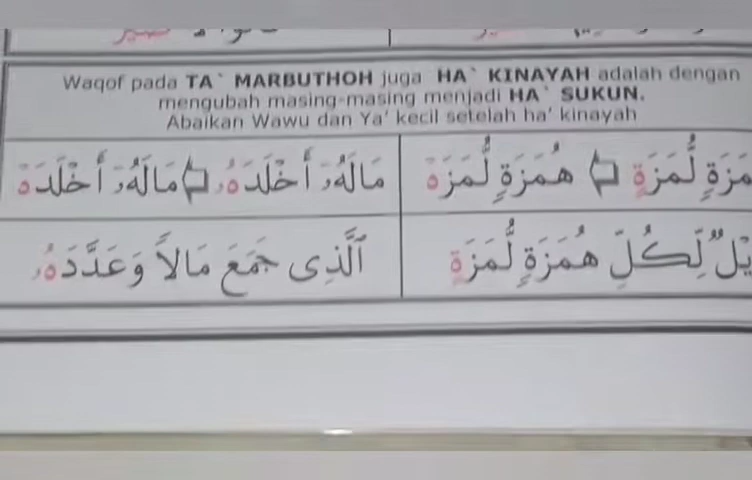 Waqof pada TA` MARBUTHOH juga HA` KINAYAH adalah dengan
mengubah masing-masing menjadi HA` SUKUN.
Abaikan Wawu dan Ya' kecil setelah ha' kinayah
هُمَزَةٍ لُّمَزَهْ
لُّمَزَةٍ
مَالَهُۥٓ أَخْلَدَهُۥ
مَالَهُۥٓ أَخْلَدَهْ
لِّكُلِّ هُمَزَةٍ لُّمَزَةٍ
ٱلَّذِى جَمَعَ مَالاً وَعَدَّدَهُۥ